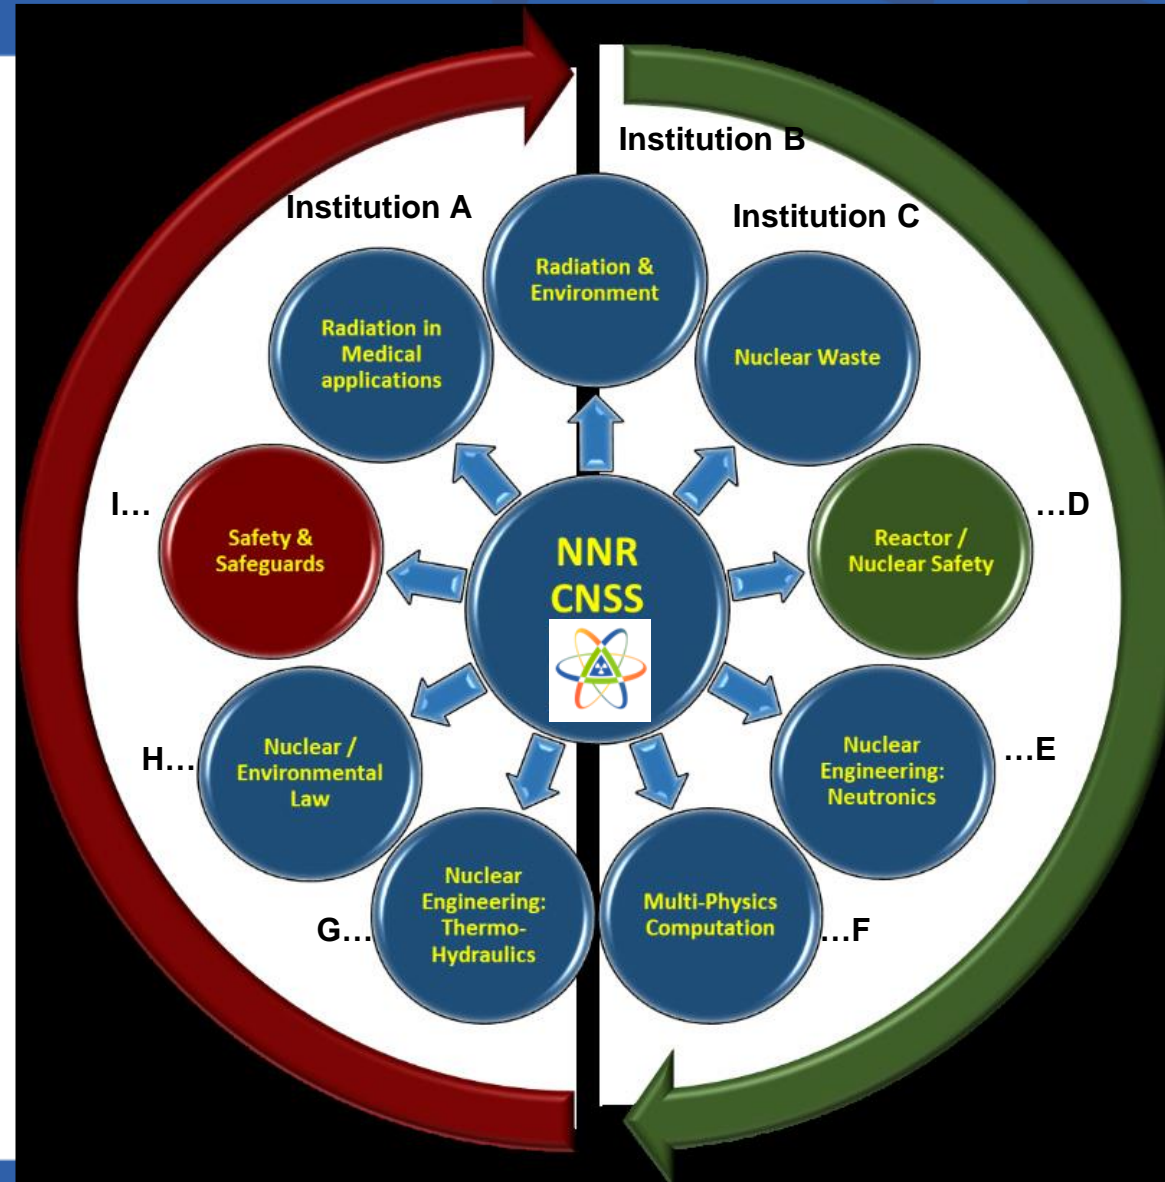 Institution B
Institution A
Institution C
Radiation &
Environment
Radiation in
Medical
applications
Nuclear Waste
I...
Safety &
Safeguards
NNR
CNSS
Reactor /
Nuclear Safety
...D
H...
Nuclear /
Environmental
Law
Nuclear
Engineering:
Neutronics
...E
G...
Nuclear
Engineering:
Thermo-
Hydraulics
Multi-Physics
Computation
...F